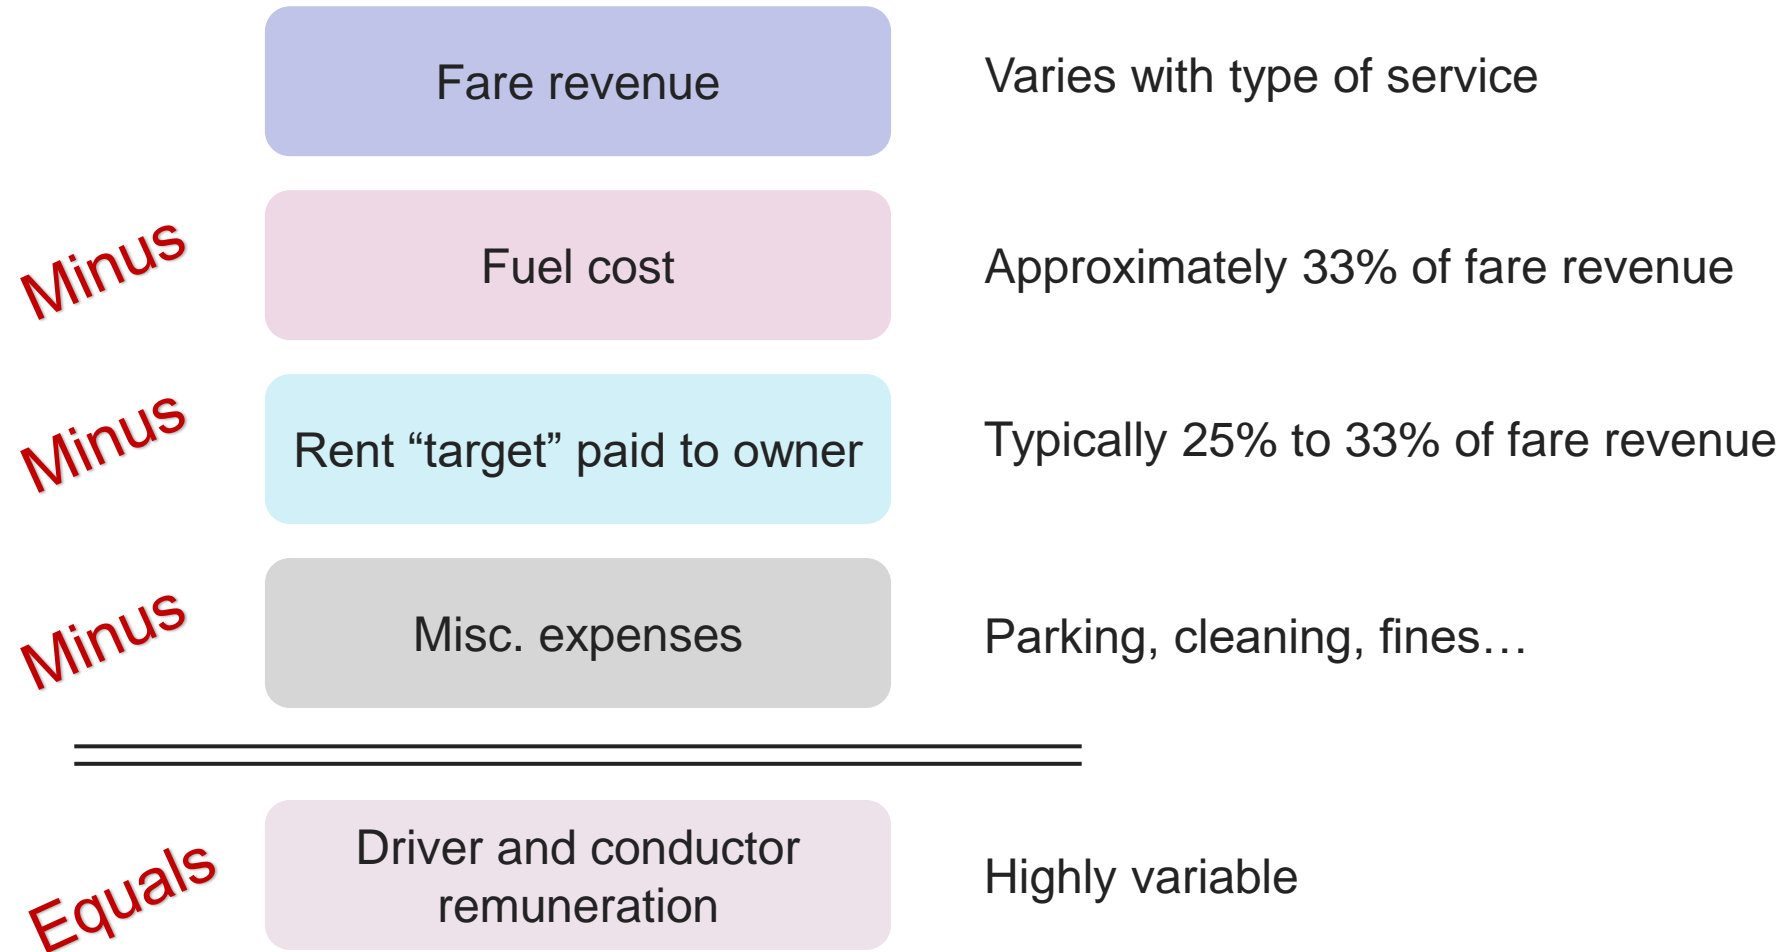 Fare revenue
Varies with type of service
Minus
Fuel cost
Approximately 33% of fare revenue
Minus
Rent “target” paid to owner
Typically 25% to 33% of fare revenue
Minus
Misc. expenses
Parking, cleaning, fines…
Equals
Driver and conductor
remuneration
Highly variable